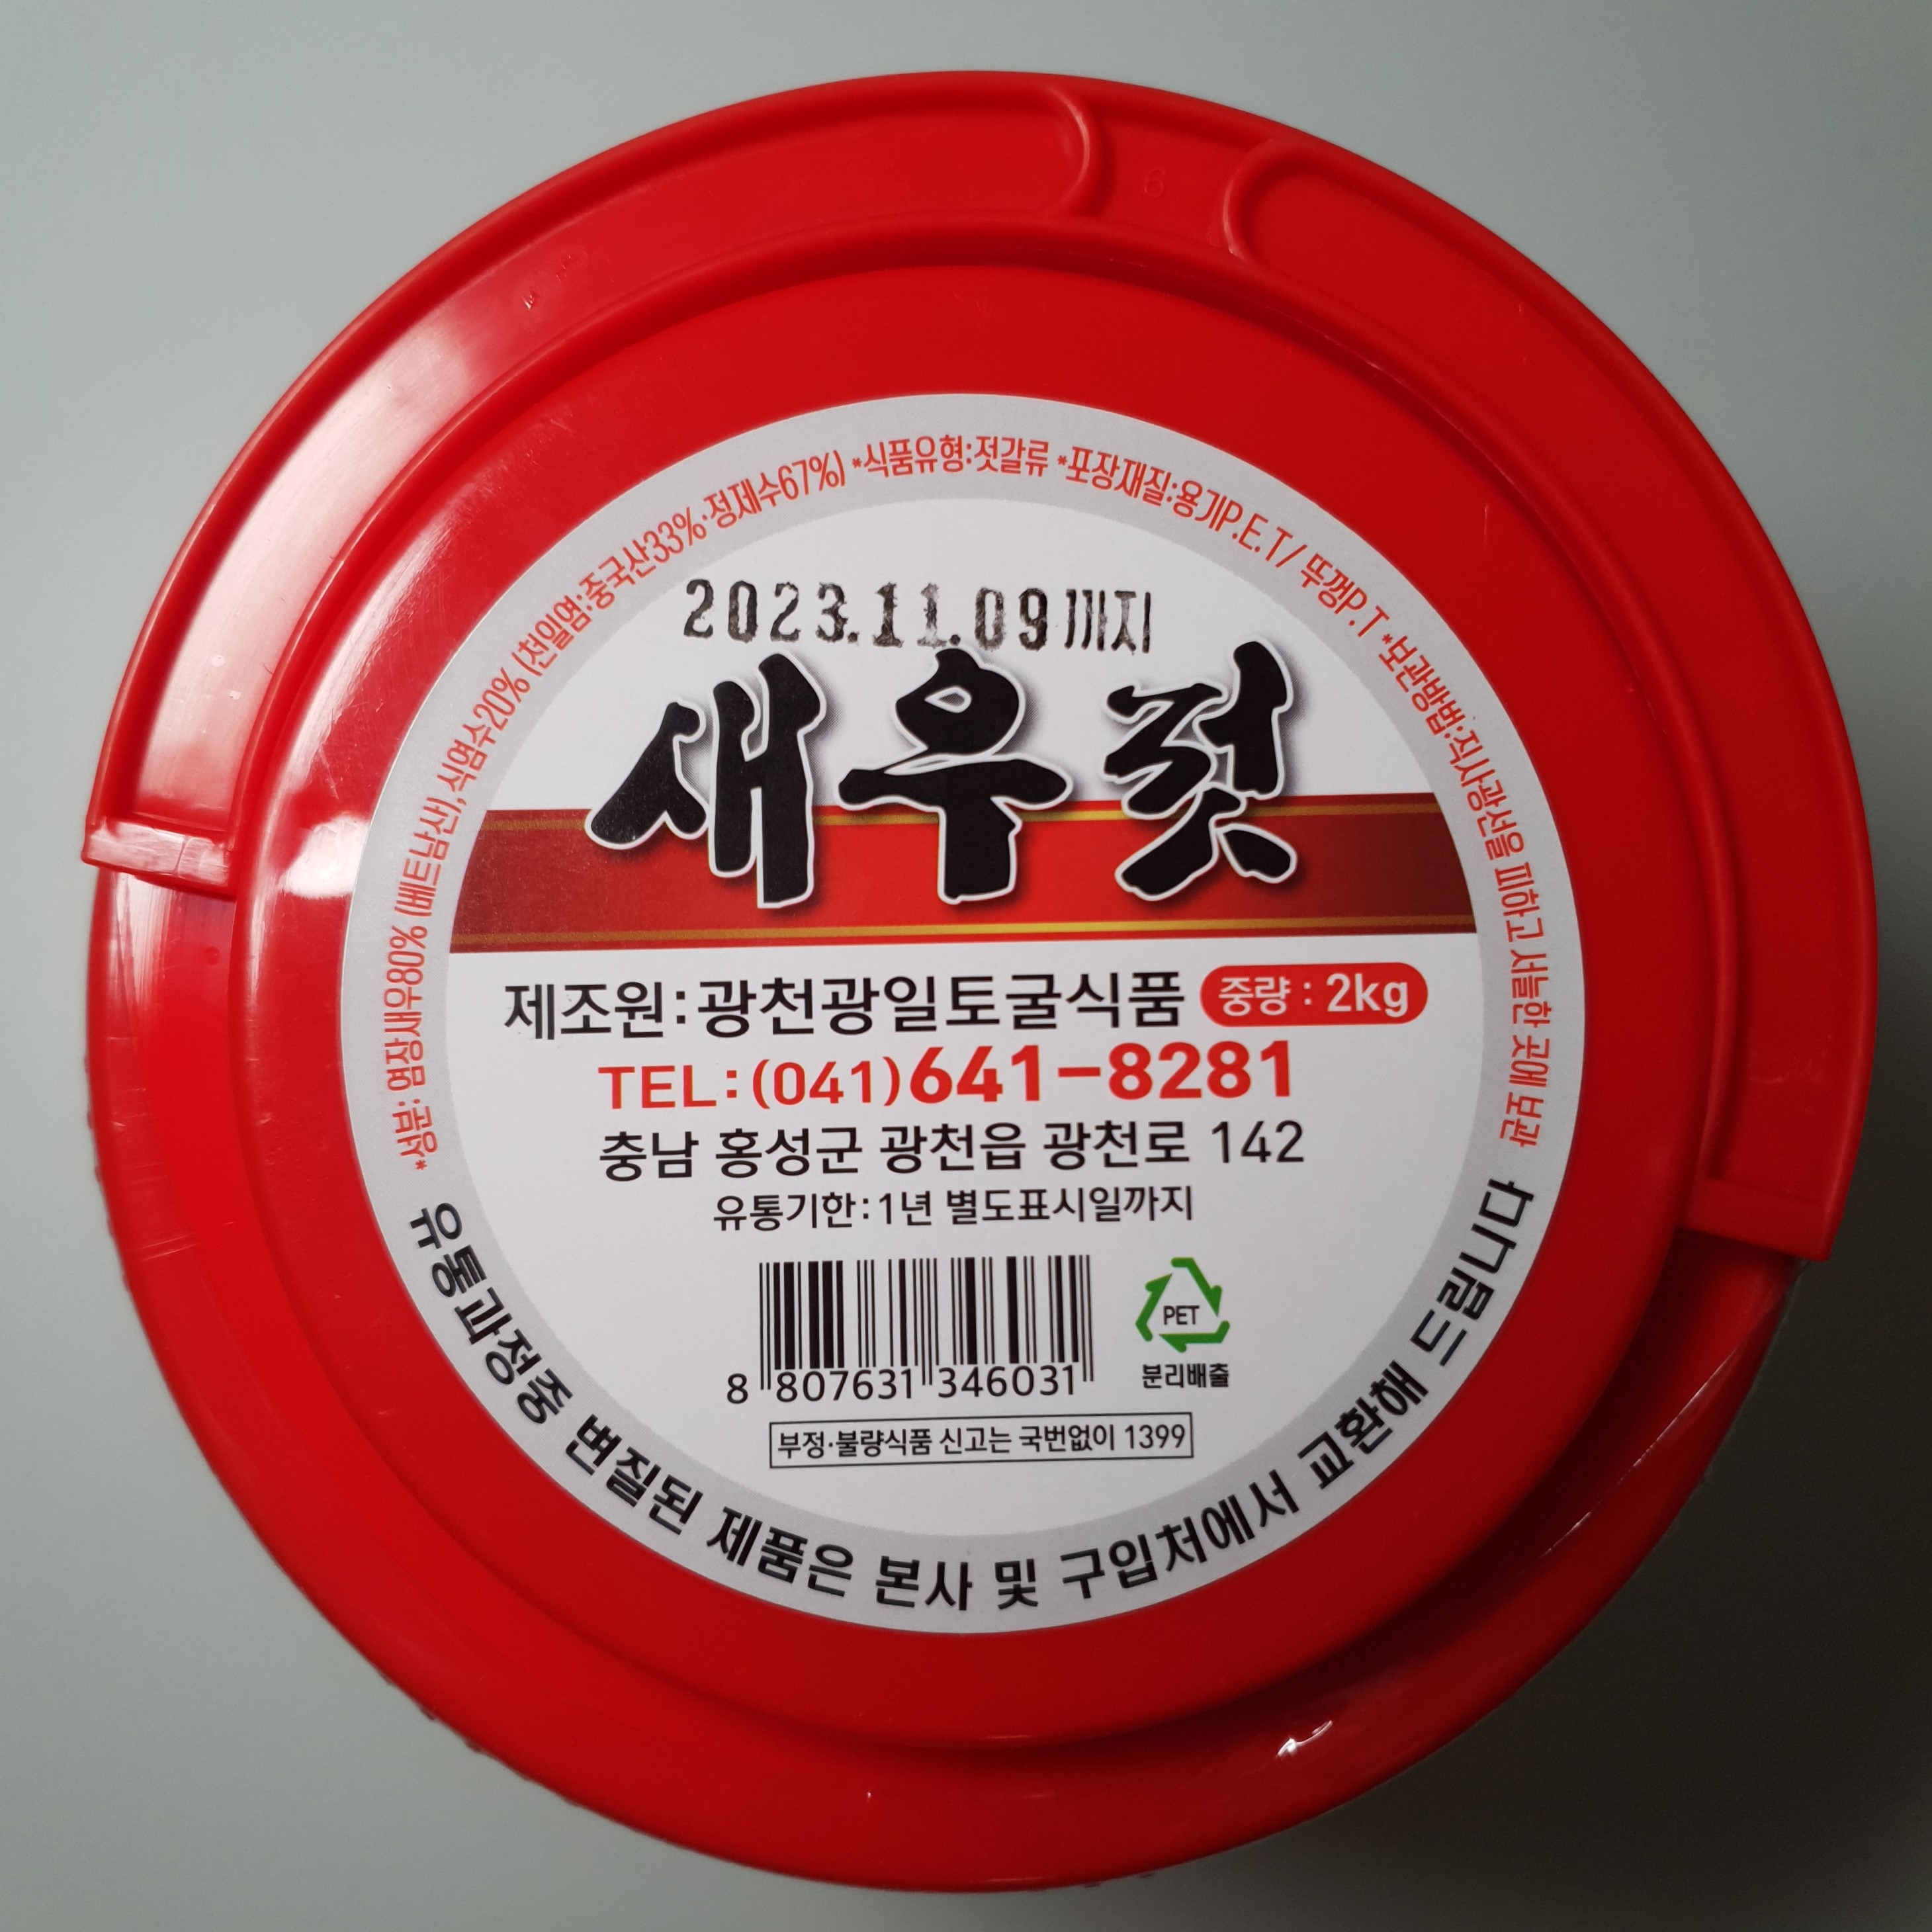 *성분: 염장새우80% (베트남산), 식염수20% (천일염:중국산33%·정제수67%) *식품유형:젓갈류 *포장재질:용기P.E.T/ 뚜껑P.T *보관방법:직사광선을 피하고 서늘한 곳에 보관
2023.11.09까지
새우젓
제조원:광천광일토굴식품 중량 : 2kg
TEL:(041)641-8281
충남 홍성군 광천읍 광천로 142
유통기한:1년 별도표시일까지
8 807631 346031
PET
분리배출
부정·불량식품 신고는 국번없이 1399
유통과정중 변질된 제품은 본사 및 구입처에서 교환해 드립니다
6